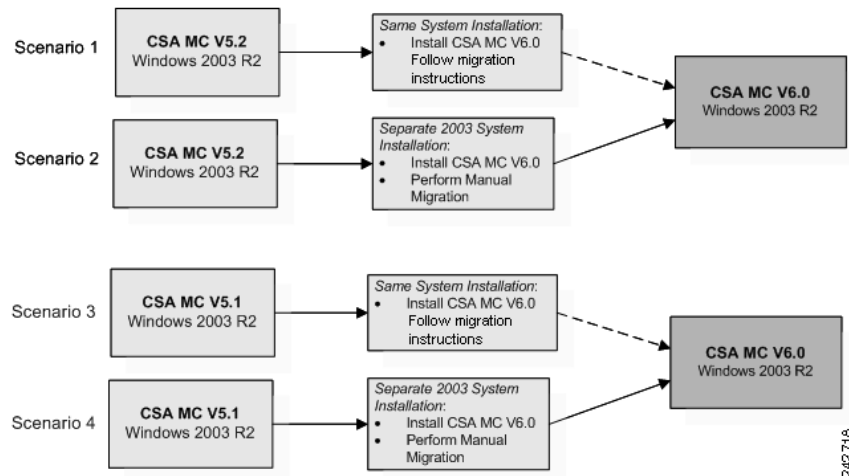 Scenario 1
CSA MC V5.2
Windows 2003 R2
Same System Installation:
• Install CSA MC V6.0
Follow migration
instructions
CSA MC V6.0
Windows 2003 R2
Scenario 2
CSA MC V5.2
Windows 2003 R2
Separate 2003 System
Installation:
• Install CSA MC V6.0
• Perform Manual
Migration
Scenario 3
CSA MC V5.1
Windows 2003 R2
Same System Installation:
• Install CSA MC V6.0
Follow migration
instructions
CSA MC V6.0
Windows 2003 R2
Scenario 4
CSA MC V5.1
Windows 2003 R2
Separate 2003 System
Installation:
• Install CSA MC V6.0
• Perform Manual
Migration
242718